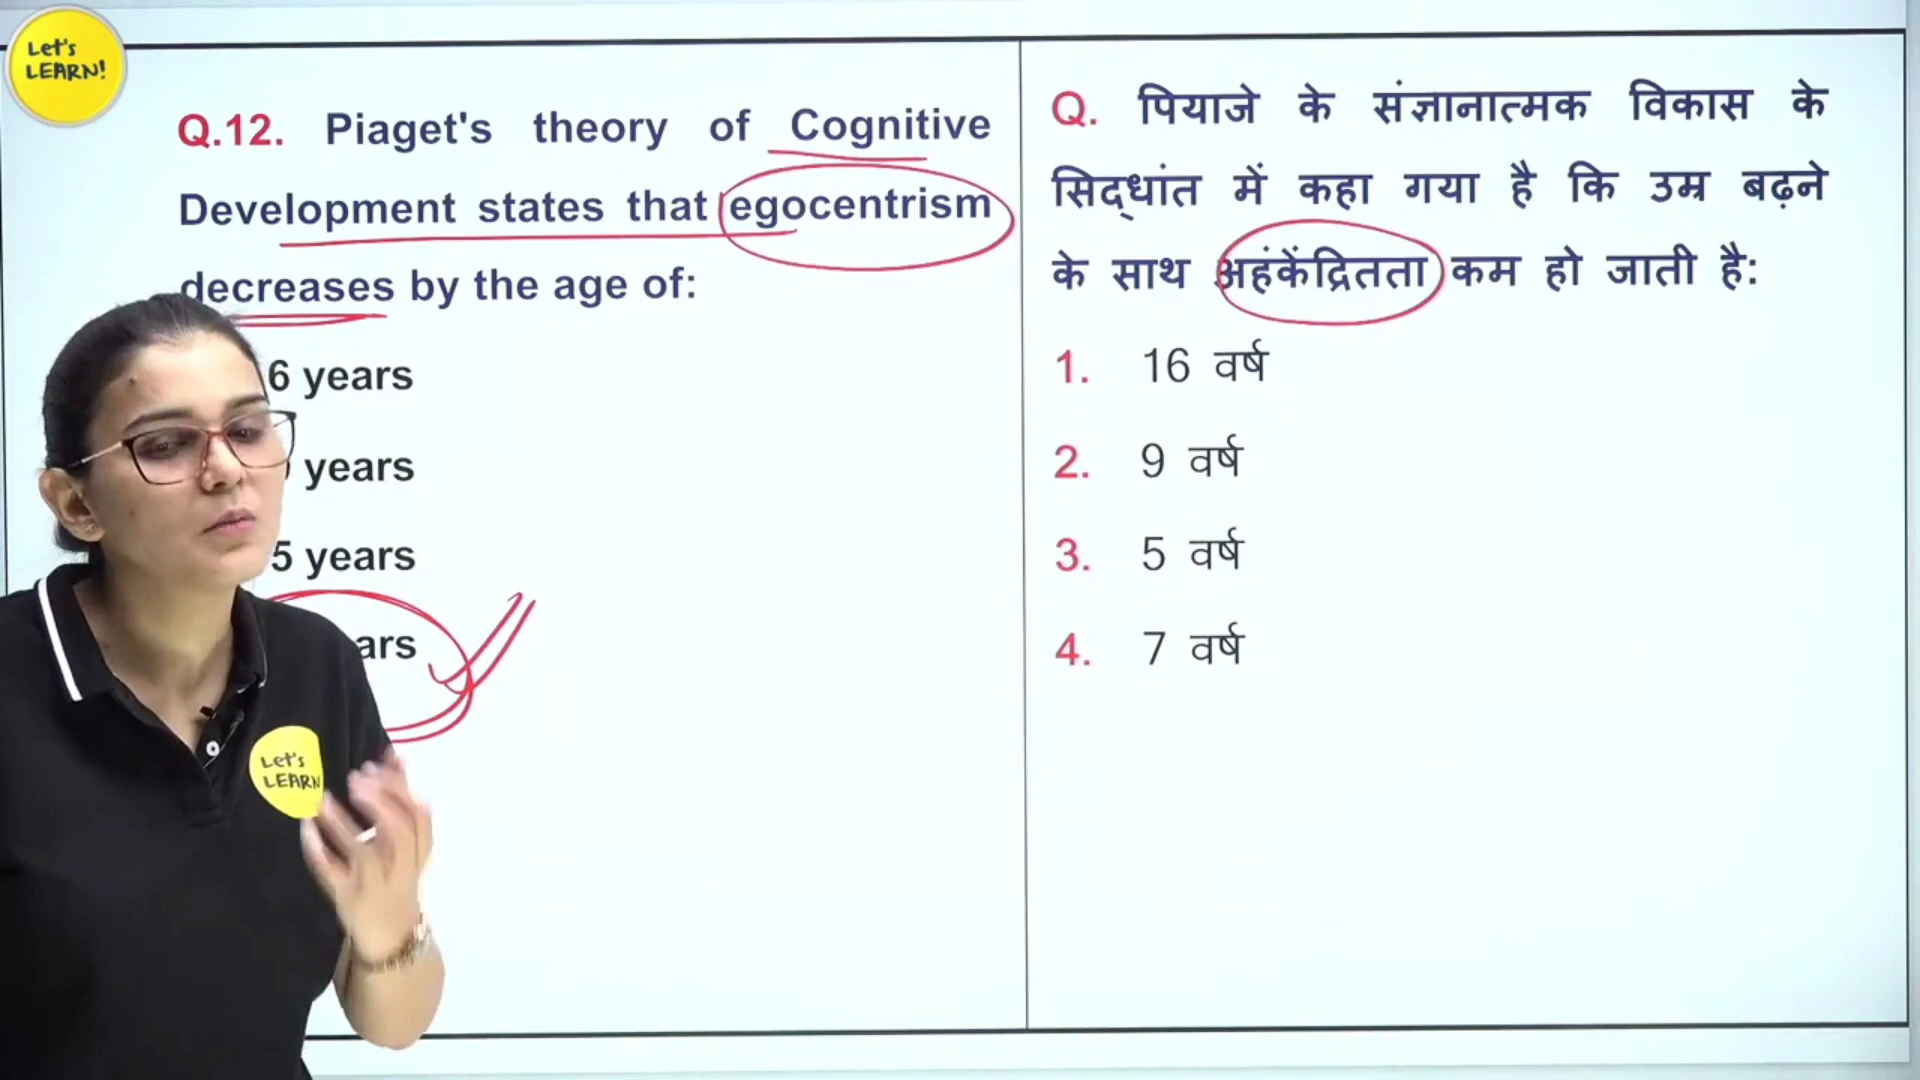 Let's
LEARN!
Q.12. Piaget's theory of Cognitive
Development states that egocentrism
decreases by the age of:
6 years
years
5 years
ars
Q. पियाजे के संज्ञानात्मक विकास के
सिद्धांत में कहा गया है कि उम्र बढ़ने
के साथ अहंकेंद्रितता कम हो जाती है:
1. 16 वर्ष
2. 9 वर्ष
3. 5 वर्ष
4. 7 वर्ष
Let's
LEARN